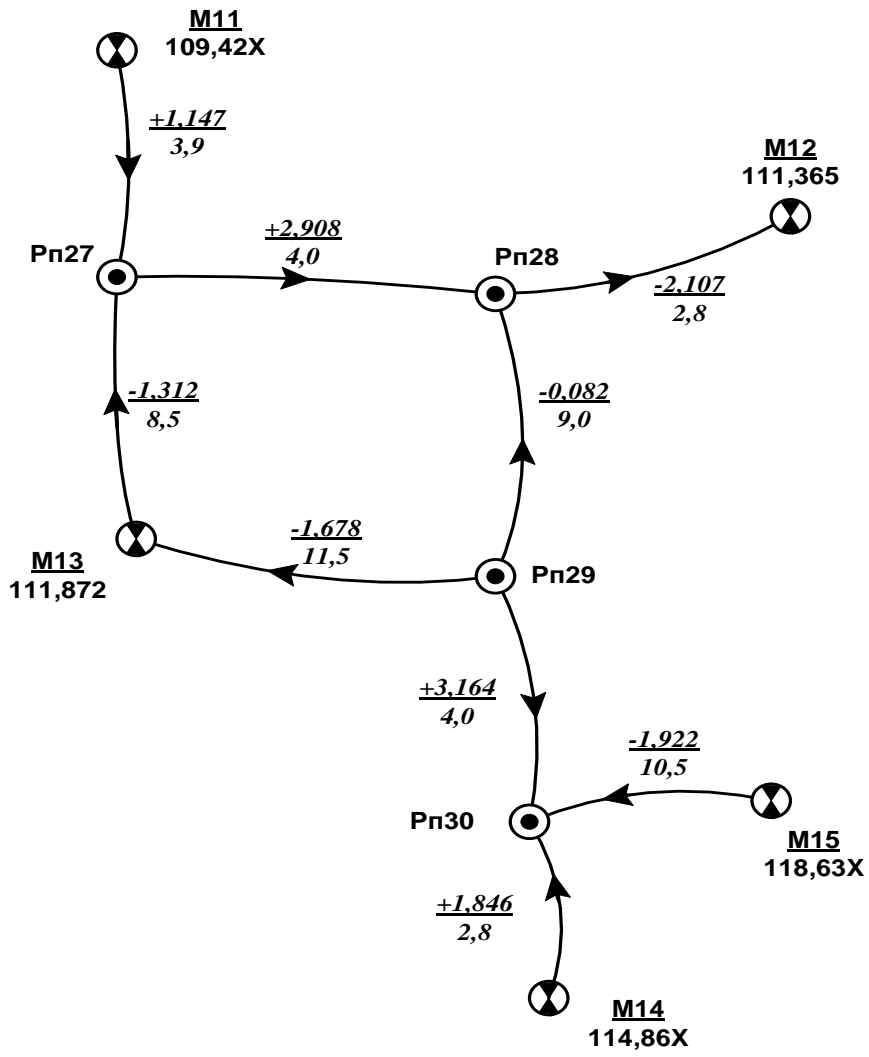 М11
109,42Х
+1,147
3,9
М12
111,365
Рп27
+2,908
4,0
Рп28
-2,107
2,8
-1,312
8,5
-0,082
9,0
М13
111,872
-1,678
11,5
Рп29
+3,164
4,0
-1,922
10,5
Рп30
М15
118,63Х
+1,846
2,8
М14
114,86Х